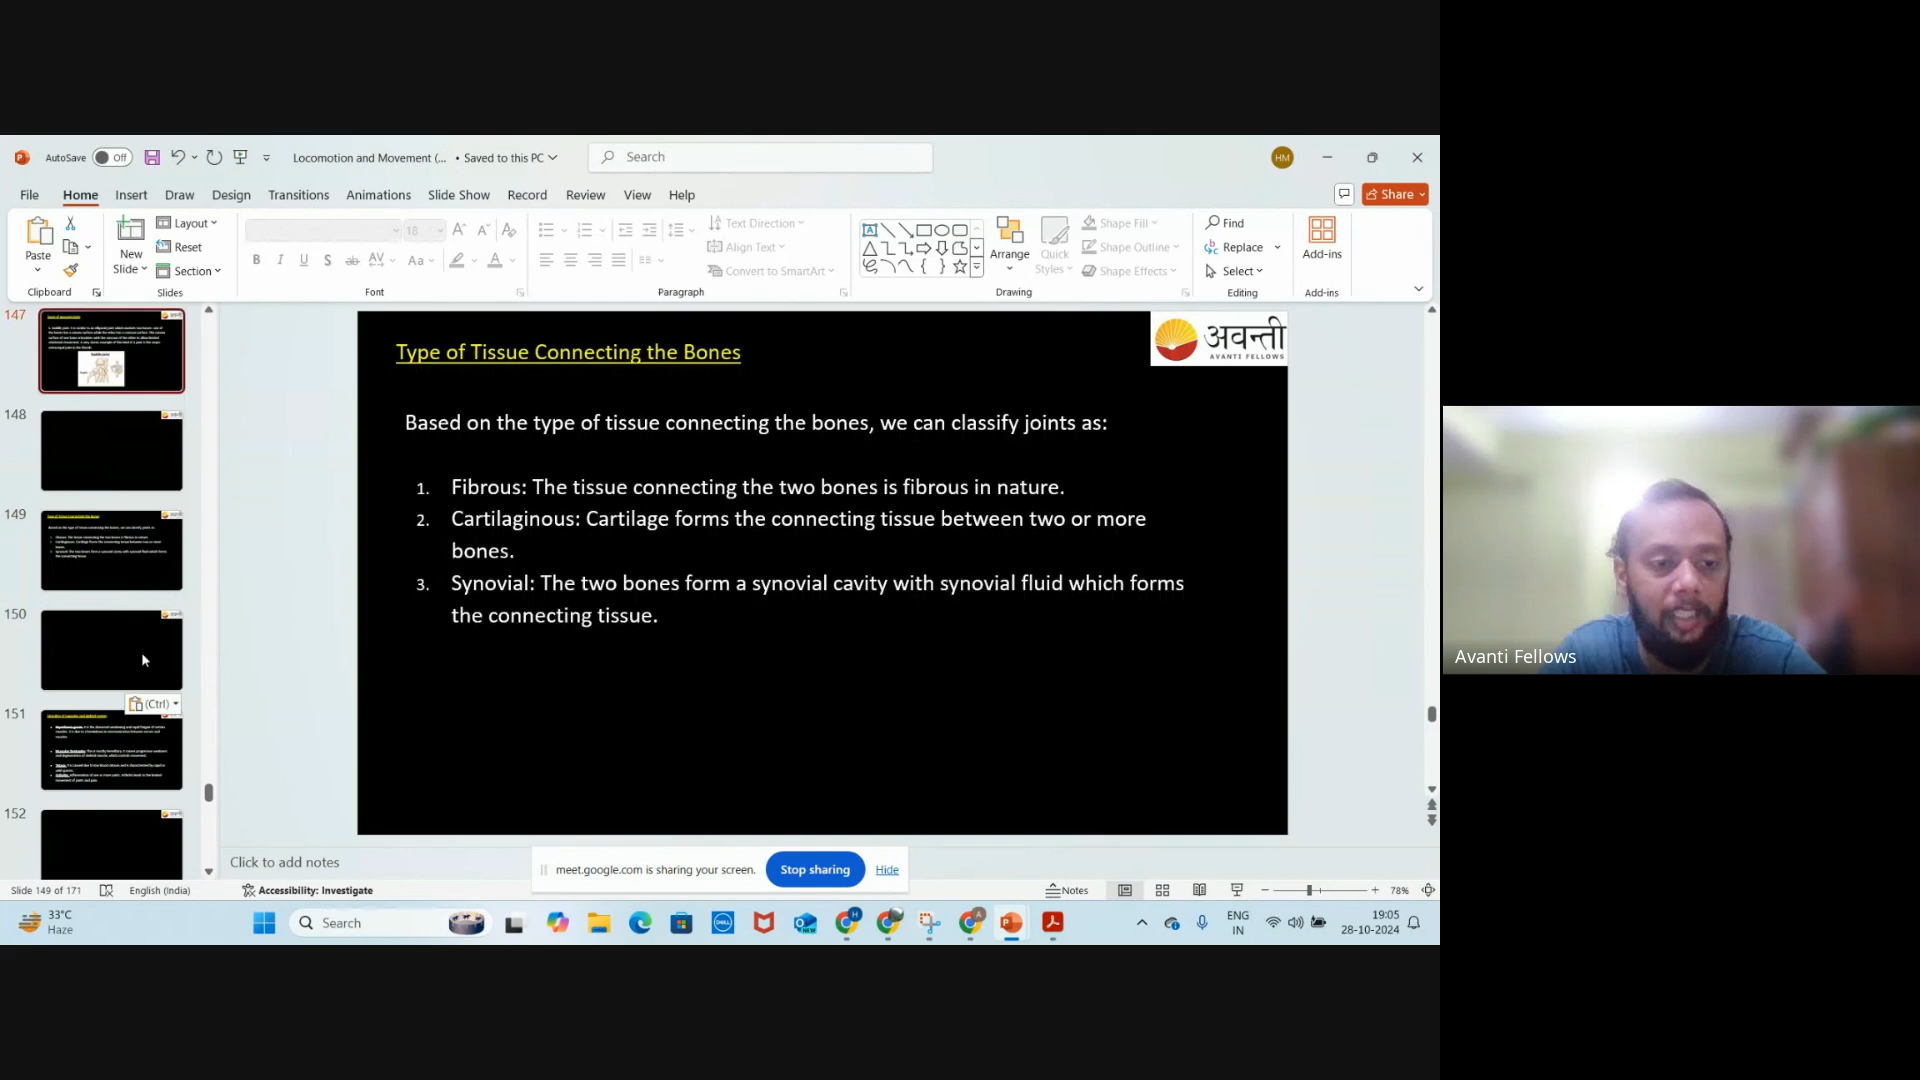 AutoSave Off Locomotion and Movement (... • Saved to this PC Search HM
File Home Insert Draw Design Transitions Animations Slide Show Record Review View Help Share
Paste New Slide Layout Reset Section 18 Text Direction Align Text Convert to SmartArt Arrange Quick Styles Shape Fill Shape Outline Shape Effects Find Replace Select Add-ins
Clipboard Slides Font Paragraph Drawing Editing Add-ins
147
148
149
150
(Ctrl)
151
152
अवन्ती
AVANTI FELLOWS
Type of Tissue Connecting the Bones
Based on the type of tissue connecting the bones, we can classify joints as:
1. Fibrous: The tissue connecting the two bones is fibrous in nature.
2. Cartilaginous: Cartilage forms the connecting tissue between two or more
bones.
3. Synovial: The two bones form a synovial cavity with synovial fluid which forms
the connecting tissue.
Avanti Fellows
Click to add notes
meet.google.com is sharing your screen. Stop sharing Hide
Slide 149 of 171 English (India) Accessibility: Investigate Notes 78%
33°C
Haze
Search
ENG
IN
19:05
28-10-2024